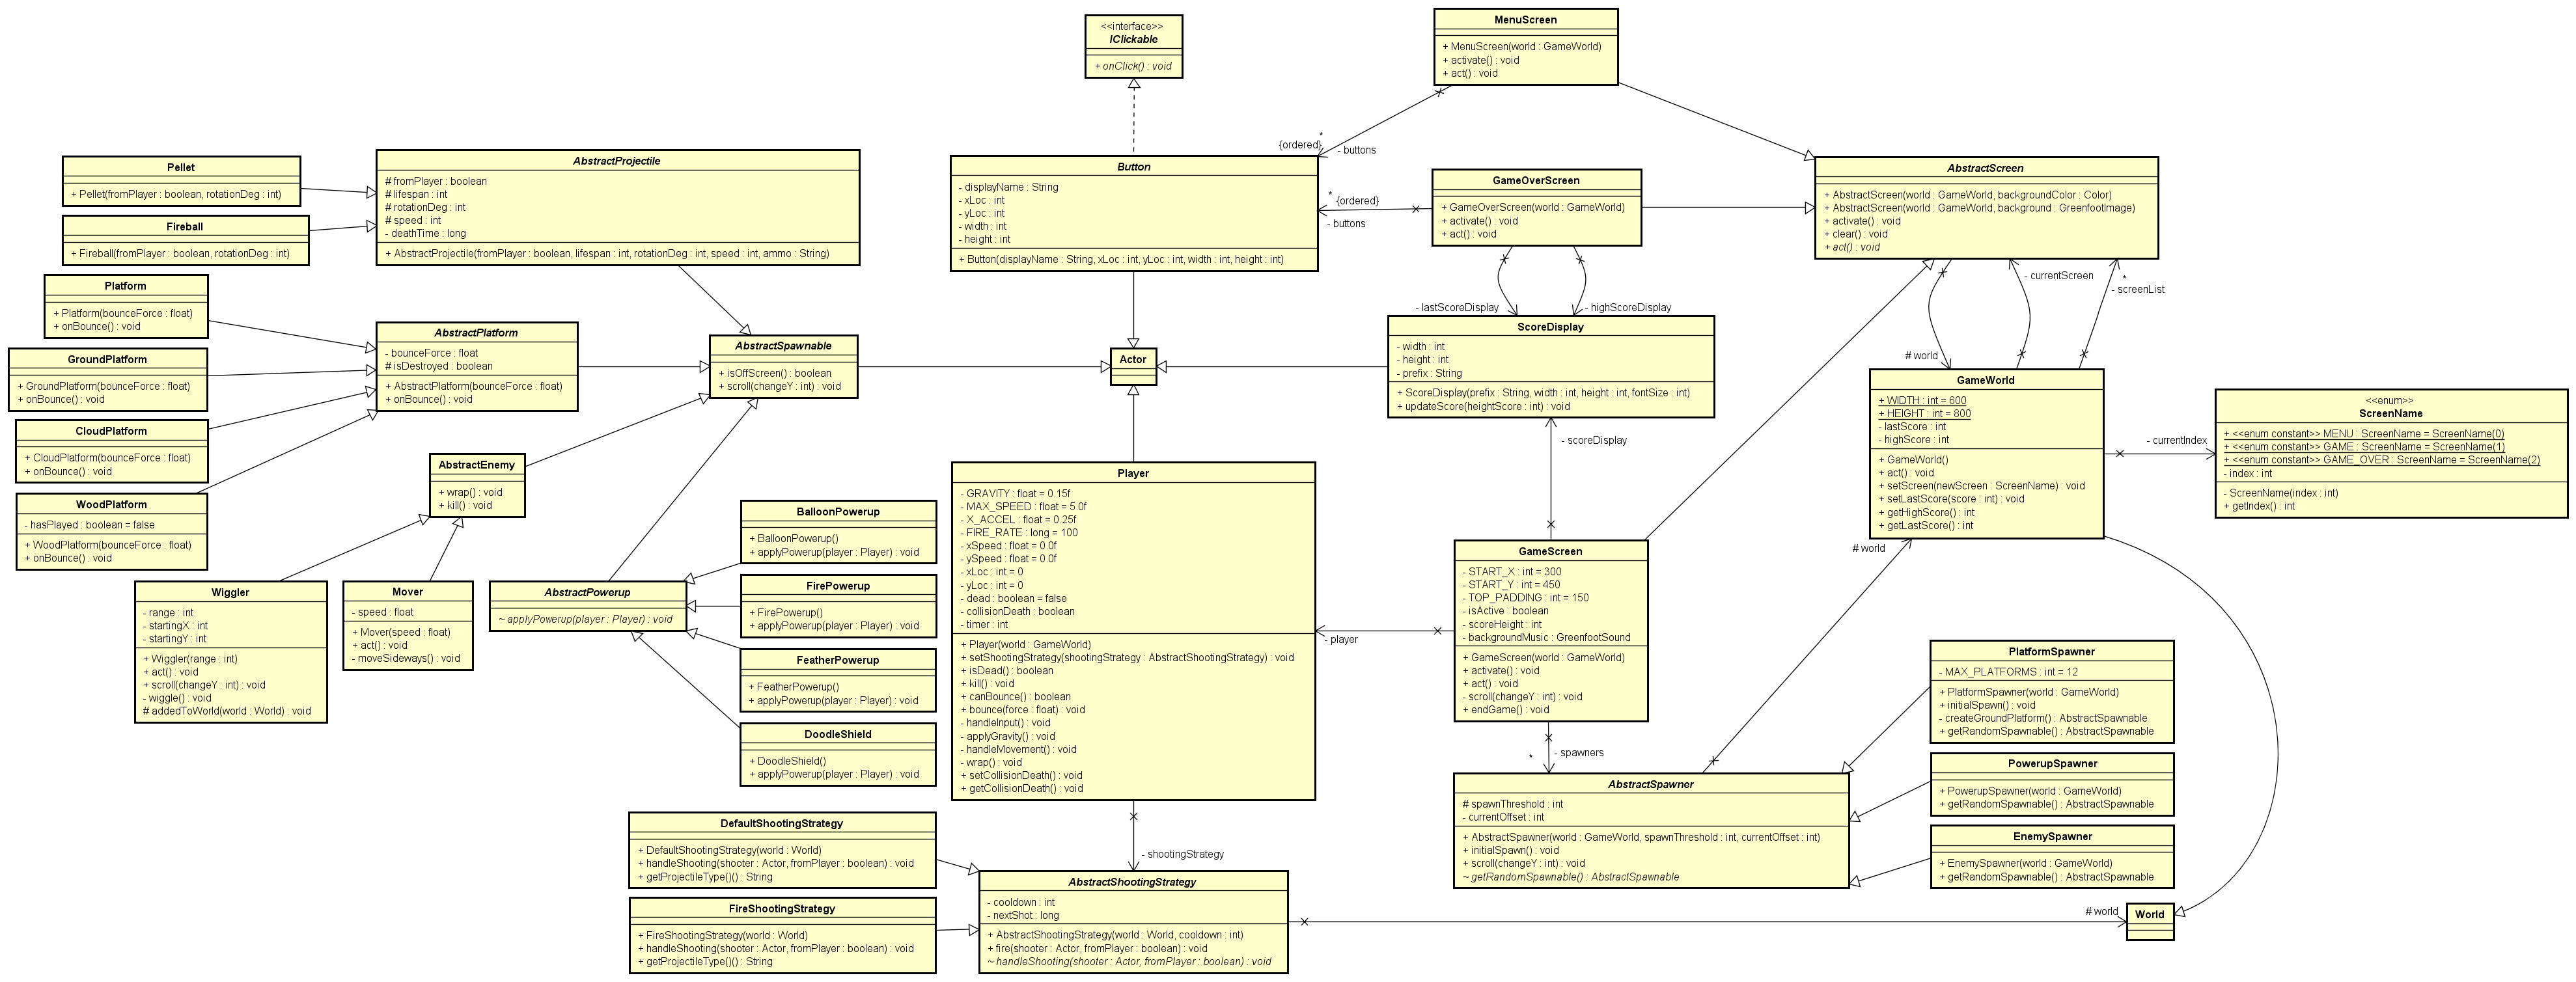 <<interface>>
IClickable
+ onClick() : void
MenuScreen
+ MenuScreen(world : GameWorld)
+ activate() : void
+ act() : void
{ordered}
*
- buttons
Pellet
+ Pellet(fromPlayer : boolean, rotationDeg : int)
Fireball
+ Fireball(fromPlayer : boolean, rotationDeg : int)
AbstractProjectile
# fromPlayer : boolean
# lifespan : int
# rotationDeg : int
# speed : int
- deathTime : long
+ AbstractProjectile(fromPlayer : boolean, lifespan : int, rotationDeg : int, speed : int, ammo : String)
Button
- displayName : String
- xLoc : int
- yLoc : int
- width : int
- height : int
+ Button(displayName : String, xLoc : int, yLoc : int, width : int, height : int)
*
{ordered}
- buttons
GameOverScreen
+ GameOverScreen(world : GameWorld)
+ activate() : void
+ act() : void
AbstractScreen
+ AbstractScreen(world : GameWorld, backgroundColor : Color)
+ AbstractScreen(world : GameWorld, background : GreenfootImage)
+ activate() : void
+ clear() : void
+ act() : void
- currentScreen
*
- screenList
# world
Platform
+ Platform(bounceForce : float)
+ onBounce() : void
GroundPlatform
+ GroundPlatform(bounceForce : float)
+ onBounce() : void
CloudPlatform
+ CloudPlatform(bounceForce : float)
+ onBounce() : void
WoodPlatform
- hasPlayed : boolean = false
+ WoodPlatform(bounceForce : float)
+ onBounce() : void
AbstractPlatform
- bounceForce : float
# isDestroyed : boolean
+ AbstractPlatform(bounceForce : float)
+ onBounce() : void
AbstractSpawnable
+ isOffScreen() : boolean
+ scroll(changeY : int) : void
Actor
- lastScoreDisplay
- highScoreDisplay
ScoreDisplay
- width : int
- height : int
- prefix : String
+ ScoreDisplay(prefix : String, width : int, height : int, fontSize : int)
+ updateScore(heightScore : int) : void
- scoreDisplay
GameWorld
+ WIDTH : int = 600
+ HEIGHT : int = 800
- lastScore : int
- highScore : int
+ GameWorld()
+ act() : void
+ setScreen(newScreen : ScreenName) : void
+ setLastScore(score : int) : void
+ getHighScore() : int
+ getLastScore() : int
- currentIndex
<<enum>>
ScreenName
+ <<enum constant>> MENU : ScreenName = ScreenName(0)
+ <<enum constant>> GAME : ScreenName = ScreenName(1)
+ <<enum constant>> GAME_OVER : ScreenName = ScreenName(2)
- index : int
- ScreenName(index : int)
+ getIndex() : int
# world
AbstractEnemy
+ wrap() : void
+ kill() : void
Wiggler
- range : int
- startingX : int
- startingY : int
+ Wiggler(range : int)
+ act() : void
+ scroll(changeY : int) : void
- wiggle() : void
# addedToWorld(world : World) : void
Mover
- speed : float
+ Mover(speed : float)
+ act() : void
- moveSideways() : void
AbstractPowerup
~ applyPowerup(player : Player) : void
BalloonPowerup
+ BalloonPowerup()
+ applyPowerup(player : Player) : void
FirePowerup
+ FirePowerup()
+ applyPowerup(player : Player) : void
FeatherPowerup
+ FeatherPowerup()
+ applyPowerup(player : Player) : void
DoodleShield
+ DoodleShield()
+ applyPowerup(player : Player) : void
Player
- GRAVITY : float = 0.15f
- MAX_SPEED : float = 5.0f
- X_ACCEL : float = 0.25f
- FIRE_RATE : long = 100
- xSpeed : float = 0.0f
- ySpeed : float = 0.0f
- xLoc : int = 0
- yLoc : int = 0
- dead : boolean = false
- collisionDeath : boolean
- timer : int
+ Player(world : GameWorld)
+ setShootingStrategy(shootingStrategy : AbstractShootingStrategy) : void
+ isDead() : boolean
+ kill() : void
+ canBounce() : boolean
+ bounce(force : float) : void
- handleInput() : void
- applyGravity() : void
- handleMovement() : void
- wrap() : void
+ setCollisionDeath() : void
+ getCollisionDeath() : void
- player
GameScreen
- START_X : int = 300
- START_Y : int = 450
- TOP_PADDING : int = 150
- isActive : boolean
- scoreHeight : int
- backgroundMusic : GreenfootSound
+ GameScreen(world : GameWorld)
+ activate() : void
+ act() : void
- scroll(changeY : int) : void
+ endGame() : void
*
- spawners
AbstractSpawner
# spawnThreshold : int
- currentOffset : int
+ AbstractSpawner(world : GameWorld, spawnThreshold : int, currentOffset : int)
+ initialSpawn() : void
+ scroll(changeY : int) : void
~ getRandomSpawnable() : AbstractSpawnable
PlatformSpawner
- MAX_PLATFORMS : int = 12
+ PlatformSpawner(world : GameWorld)
+ initialSpawn() : void
- createGroundPlatform() : AbstractSpawnable
+ getRandomSpawnable() : AbstractSpawnable
PowerupSpawner
+ PowerupSpawner(world : GameWorld)
+ getRandomSpawnable() : AbstractSpawnable
EnemySpawner
+ EnemySpawner(world : GameWorld)
+ getRandomSpawnable() : AbstractSpawnable
DefaultShootingStrategy
+ DefaultShootingStrategy(world : World)
+ handleShooting(shooter : Actor, fromPlayer : boolean) : void
+ getProjectileType()() : String
FireShootingStrategy
+ FireShootingStrategy(world : World)
+ handleShooting(shooter : Actor, fromPlayer : boolean) : void
+ getProjectileType()() : String
- shootingStrategy
AbstractShootingStrategy
- cooldown : int
- nextShot : long
+ AbstractShootingStrategy(world : World, cooldown : int)
+ fire(shooter : Actor, fromPlayer : boolean) : void
~ handleShooting(shooter : Actor, fromPlayer : boolean) : void
# world
World